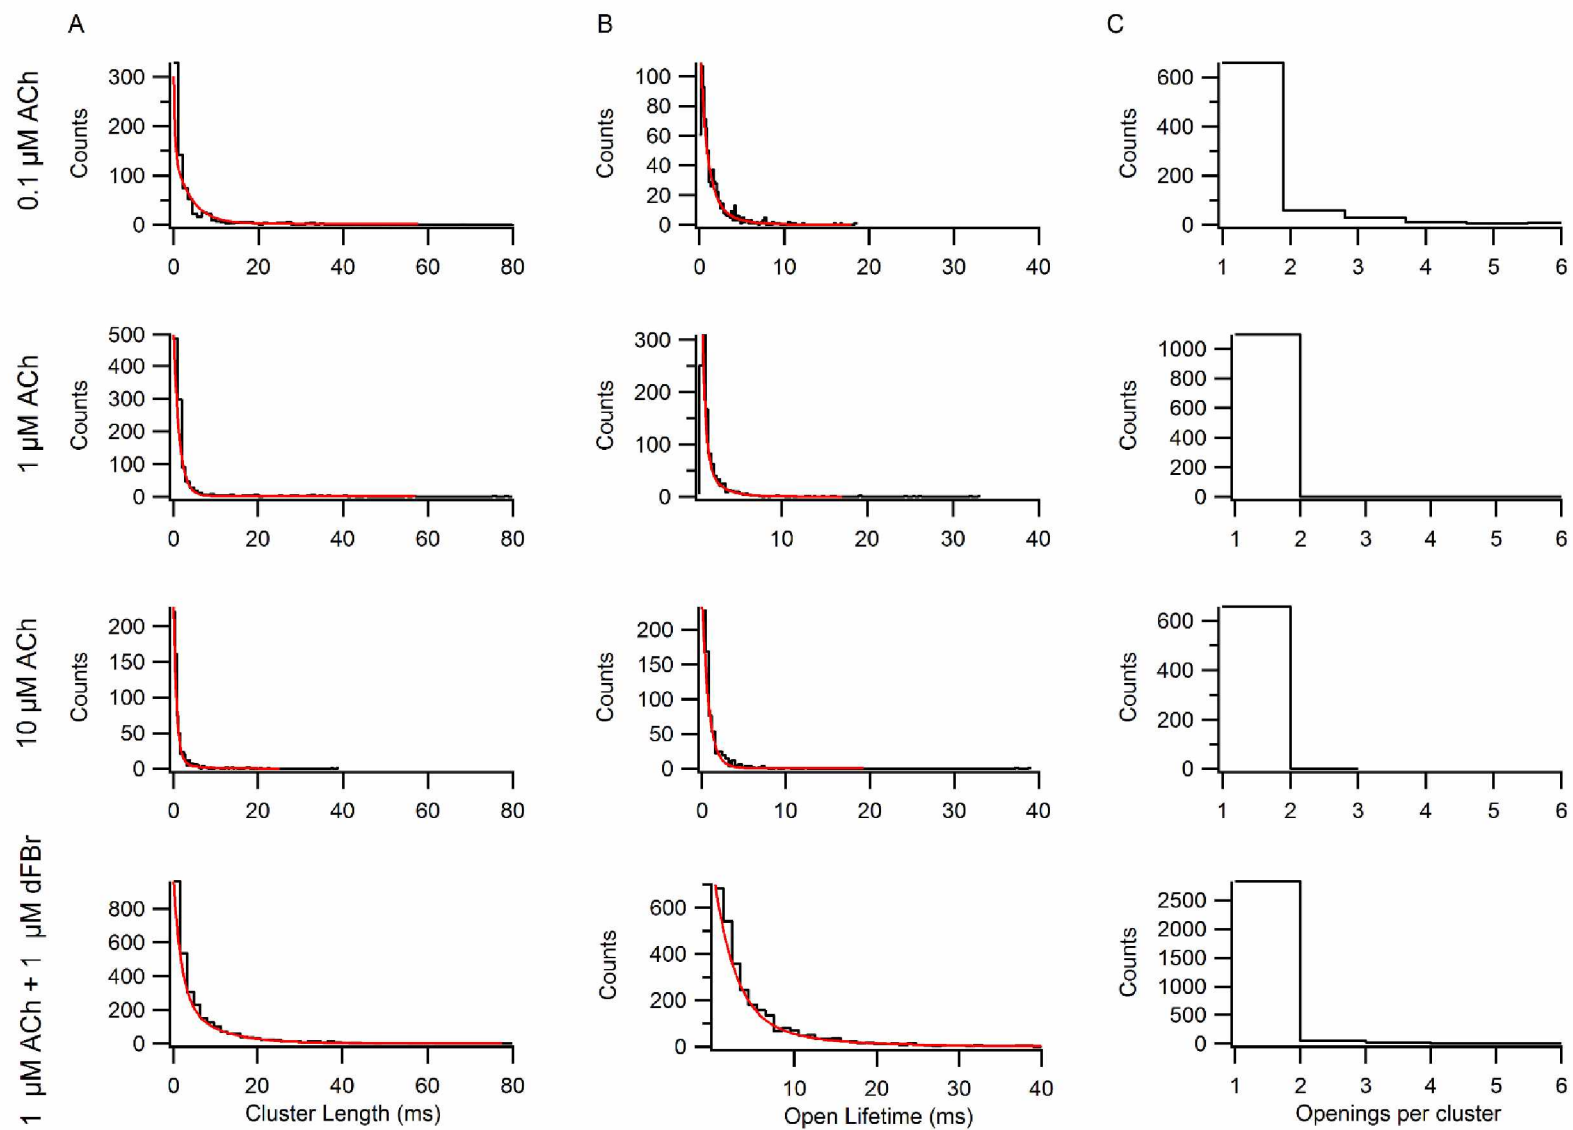 A
B
C
0.1 µM ACh
Counts
300
200
100
0
0 20 40 60 80
Counts
100
80
60
40
20
0
0 10 20 30 40
Counts
600
400
200
0
1 2 3 4 5 6
1 µM ACh
Counts
500
400
300
200
100
0
0 20 40 60 80
Counts
300
200
100
0
10 20 30 40
Counts
1000
800
600
400
200
0
1 2 3 4 5 6
10 µM ACh
Counts
200
150
100
50
0
0 20 40 60 80
Counts
200
150
100
50
0
0 10 20 30 40
Counts
600
400
200
0
1 2 3 4 5 6
1 µM ACh + 1 µM dFBr
Counts
800
600
400
200
0
0 20 40 60 80
Cluster Length (ms)
Counts
600
400
200
0
10 20 30 40
Open Lifetime (ms)
Counts
2500
2000
1500
1000
500
0
1 2 3 4 5 6
Openings per cluster